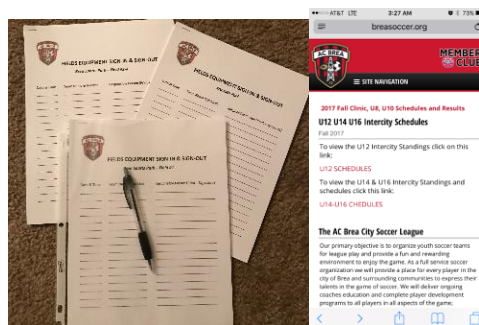 FIELDS EQUIPMENT SIGN IN & SIGN-OUT
FIELDS EQUIPMENT SIGN IN & SIGN-OUT
FIELDS EQUIPMENT SIGN IN & SIGN-OUT
AT&T LTE 3:27 AM 73%
breasoccer.org
AC BREA
MEMBER
CLUB
SITE NAVIGATION
2017 Fall Clinic, U8, U10 Schedules and Results
U12 U14 U16 Intercity Schedules
Fall 2017
To view the U12 Intercity Standings click on this
link:
U12 SCHEDULES
To view the U14 & U16 Intercity Standings and
schedules click this link:
U14-U16 CHEDULES
The AC Brea City Soccer League
Our primary objective is to organize youth soccer teams
for league play and provide a fun and rewarding
environment to enjoy the game. As a full service soccer
organization we will provide a place for every player in the
city of Brea and surrounding communities to express their
talents in the game of soccer. We will deliver ongoing
coaches education and complete player development
programs to all players in all aspects of the game;